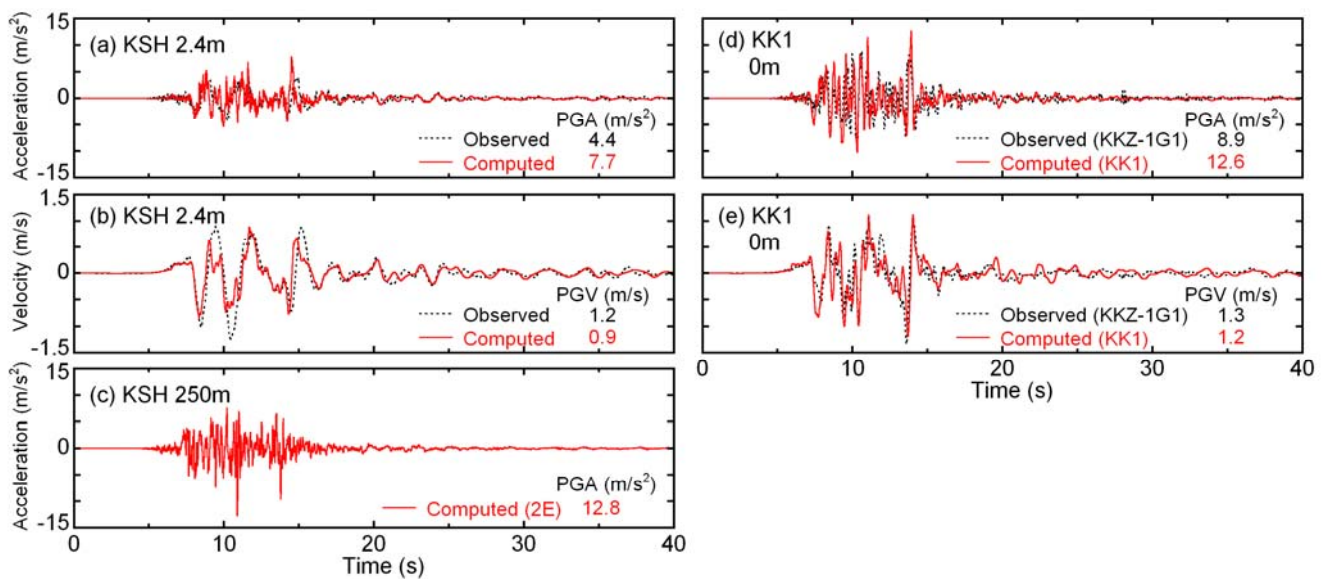 15
Acceleration (m/s²)
0
-15
(a) KSH 2.4m
PGA (m/s²)
Observed 4.4
Computed 7.7
1.5
Velocity (m/s)
0
-1.5
(b) KSH 2.4m
PGV (m/s)
Observed 1.2
Computed 0.9
15
Acceleration (m/s²)
0
-15
(c) KSH 250m
PGA (m/s²)
Computed (2E) 12.8
0 10 20 30 40
Time (s)
(d) KK1
0m
PGA (m/s²)
Observed (KKZ-1G1) 8.9
Computed (KK1) 12.6
(e) KK1
0m
PGV (m/s)
Observed (KKZ-1G1) 1.3
Computed (KK1) 1.2
0 10 20 30 40
Time (s)